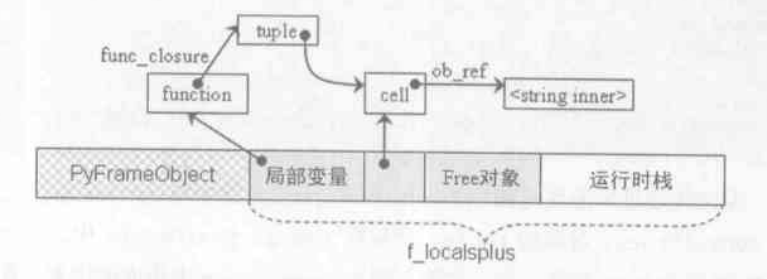 tuple
func_closure
function
cell
ob_ref
<string inner>
PyFrameObject
局部变量
Free对象
运行时栈
f_localsplus